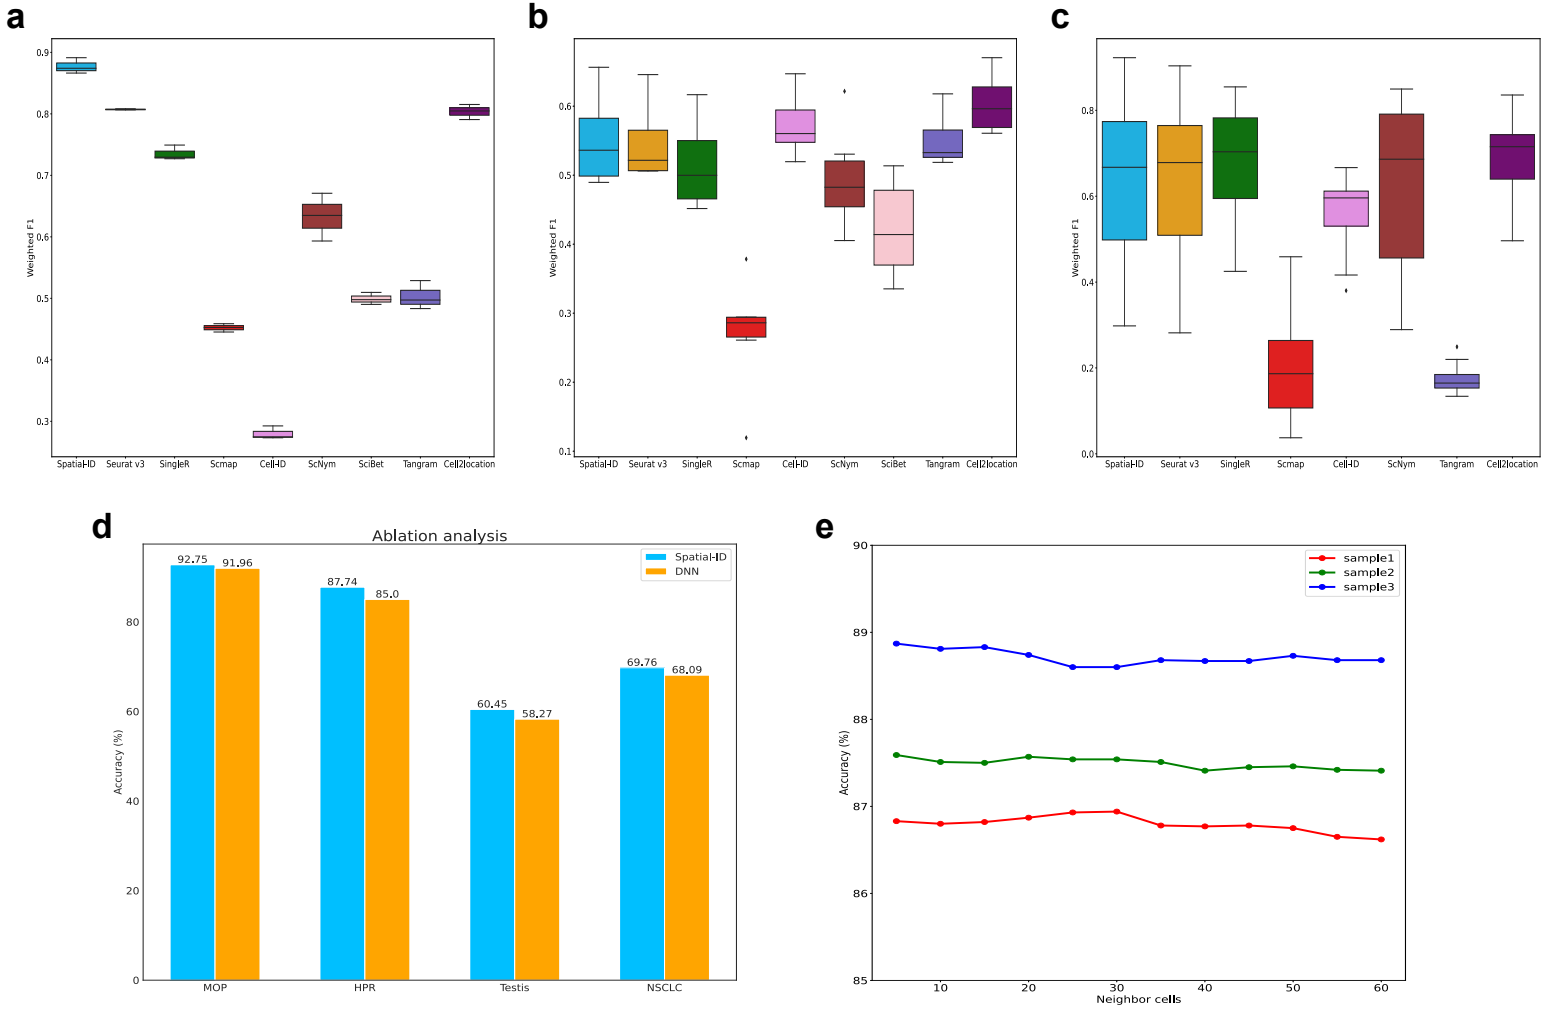 a
0.9
0.8
0.7
0.6
0.5
0.4
0.3
Weighted F1
Spatial-ID Seurat v3 SingleR Scmap Cell-ID ScNym SciBet Tangram Cell2location
b
0.6
0.5
0.4
0.3
0.2
0.1
Weighted F1
Spatial-ID Seurat v3 SingleR Scmap Cell-ID ScNym SciBet Tangram Cell2location
c
0.8
0.6
0.4
0.2
0.0
Weighted F1
Spatial-ID Seurat v3 SingleR Scmap Cell-ID ScNym Tangram Cell2location
d
Ablation analysis
Spatial-ID
DNN
92.75 91.96
87.74 85.0
60.45 58.27
69.76 68.09
80
60
40
20
0
Accuracy (%)
MOP HPR Testis NSCLC
e
sample1
sample2
sample3
90
89
88
87
86
85
Accuracy (%)
10 20 30 40 50 60
Neighbor cells